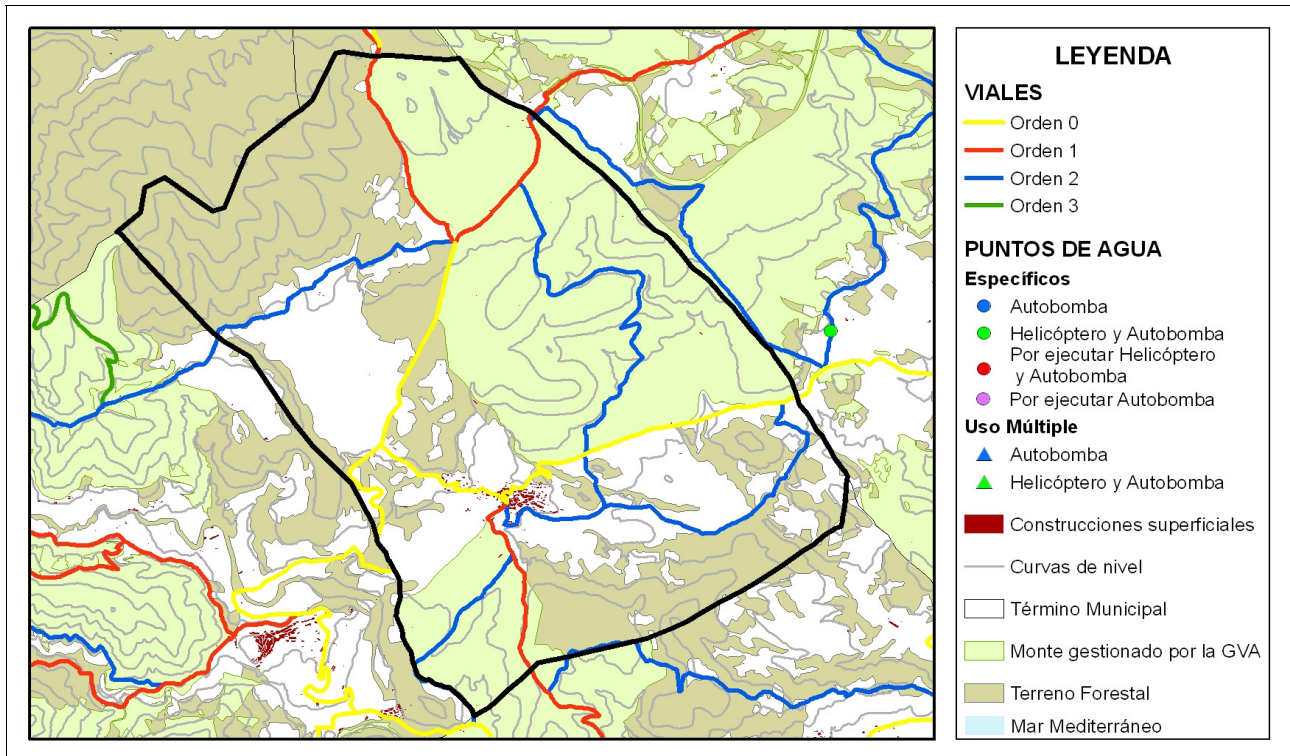 LEYENDA
VIALES
Orden 0
Orden 1
Orden 2
Orden 3
PUNTOS DE AGUA
Específicos
Autobomba
Helicóptero y Autobomba
Por ejecutar Helicóptero
y Autobomba
Por ejecutar Autobomba
Uso Múltiple
Autobomba
Helicóptero y Autobomba
Construcciones superficiales
Curvas de nivel
Término Municipal
Monte gestionado por la GVA
Terreno Forestal
Mar Mediterráneo